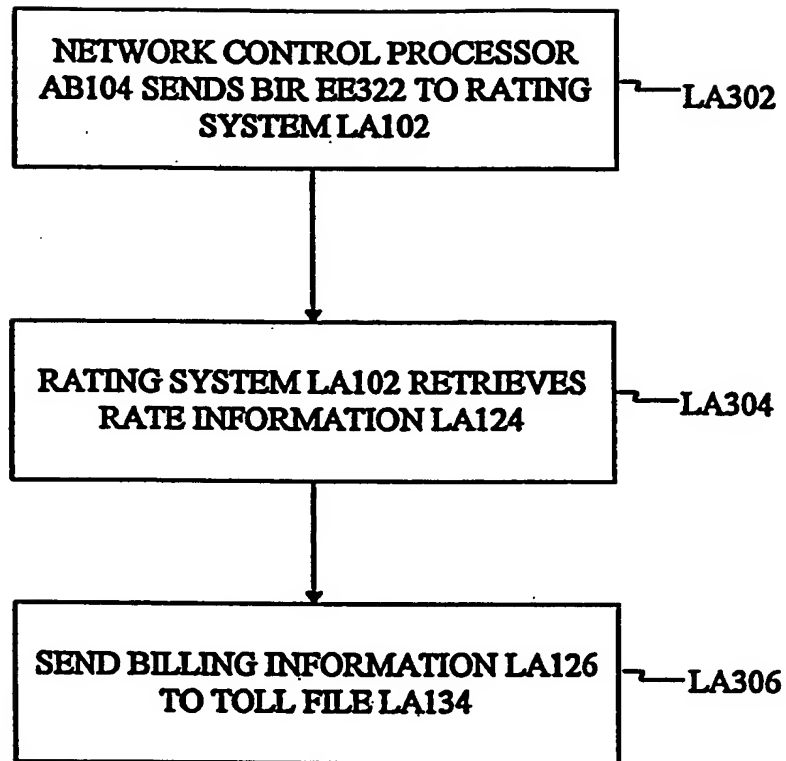 NETWORK CONTROL PROCESSOR
AB104 SENDS BIR EE322 TO RATING
SYSTEM LA102
LA302
RATING SYSTEM LA102 RETRIEVES
RATE INFORMATION LA124
LA304
SEND BILLING INFORMATION LA126
TO TOLL FILE LA134
LA306